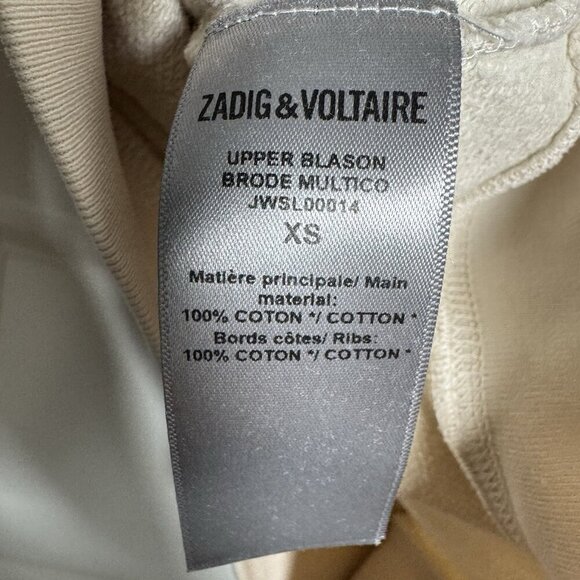 ZADIG&VOLTAIRE
UPPER BLASON
BRODE MULTICO
JWSL00014
XS
Matière principale/ Main
material:
100% COTON */ COTTON *
Bords côtes/ Ribs:
100% COTON */ COTTON *